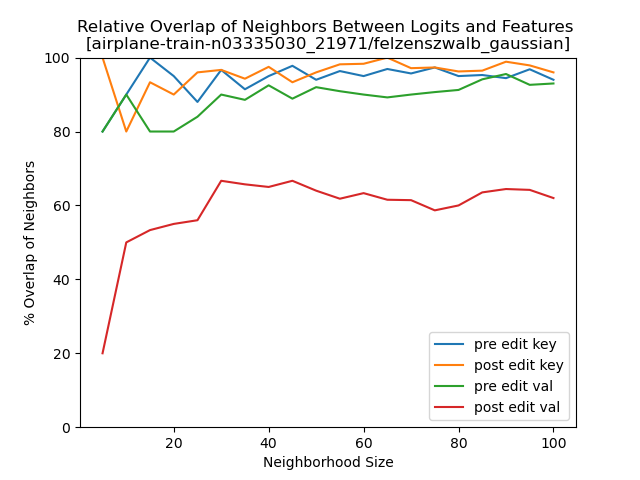 Relative Overlap of Neighbors Between Logits and Features
[airplane-train-n03335030_21971/felzenszwalb_gaussian]
% Overlap of Neighbors
100
80
60
40
20
0
pre edit key
post edit key
pre edit val
post edit val
20 40 60 80 100
Neighborhood Size